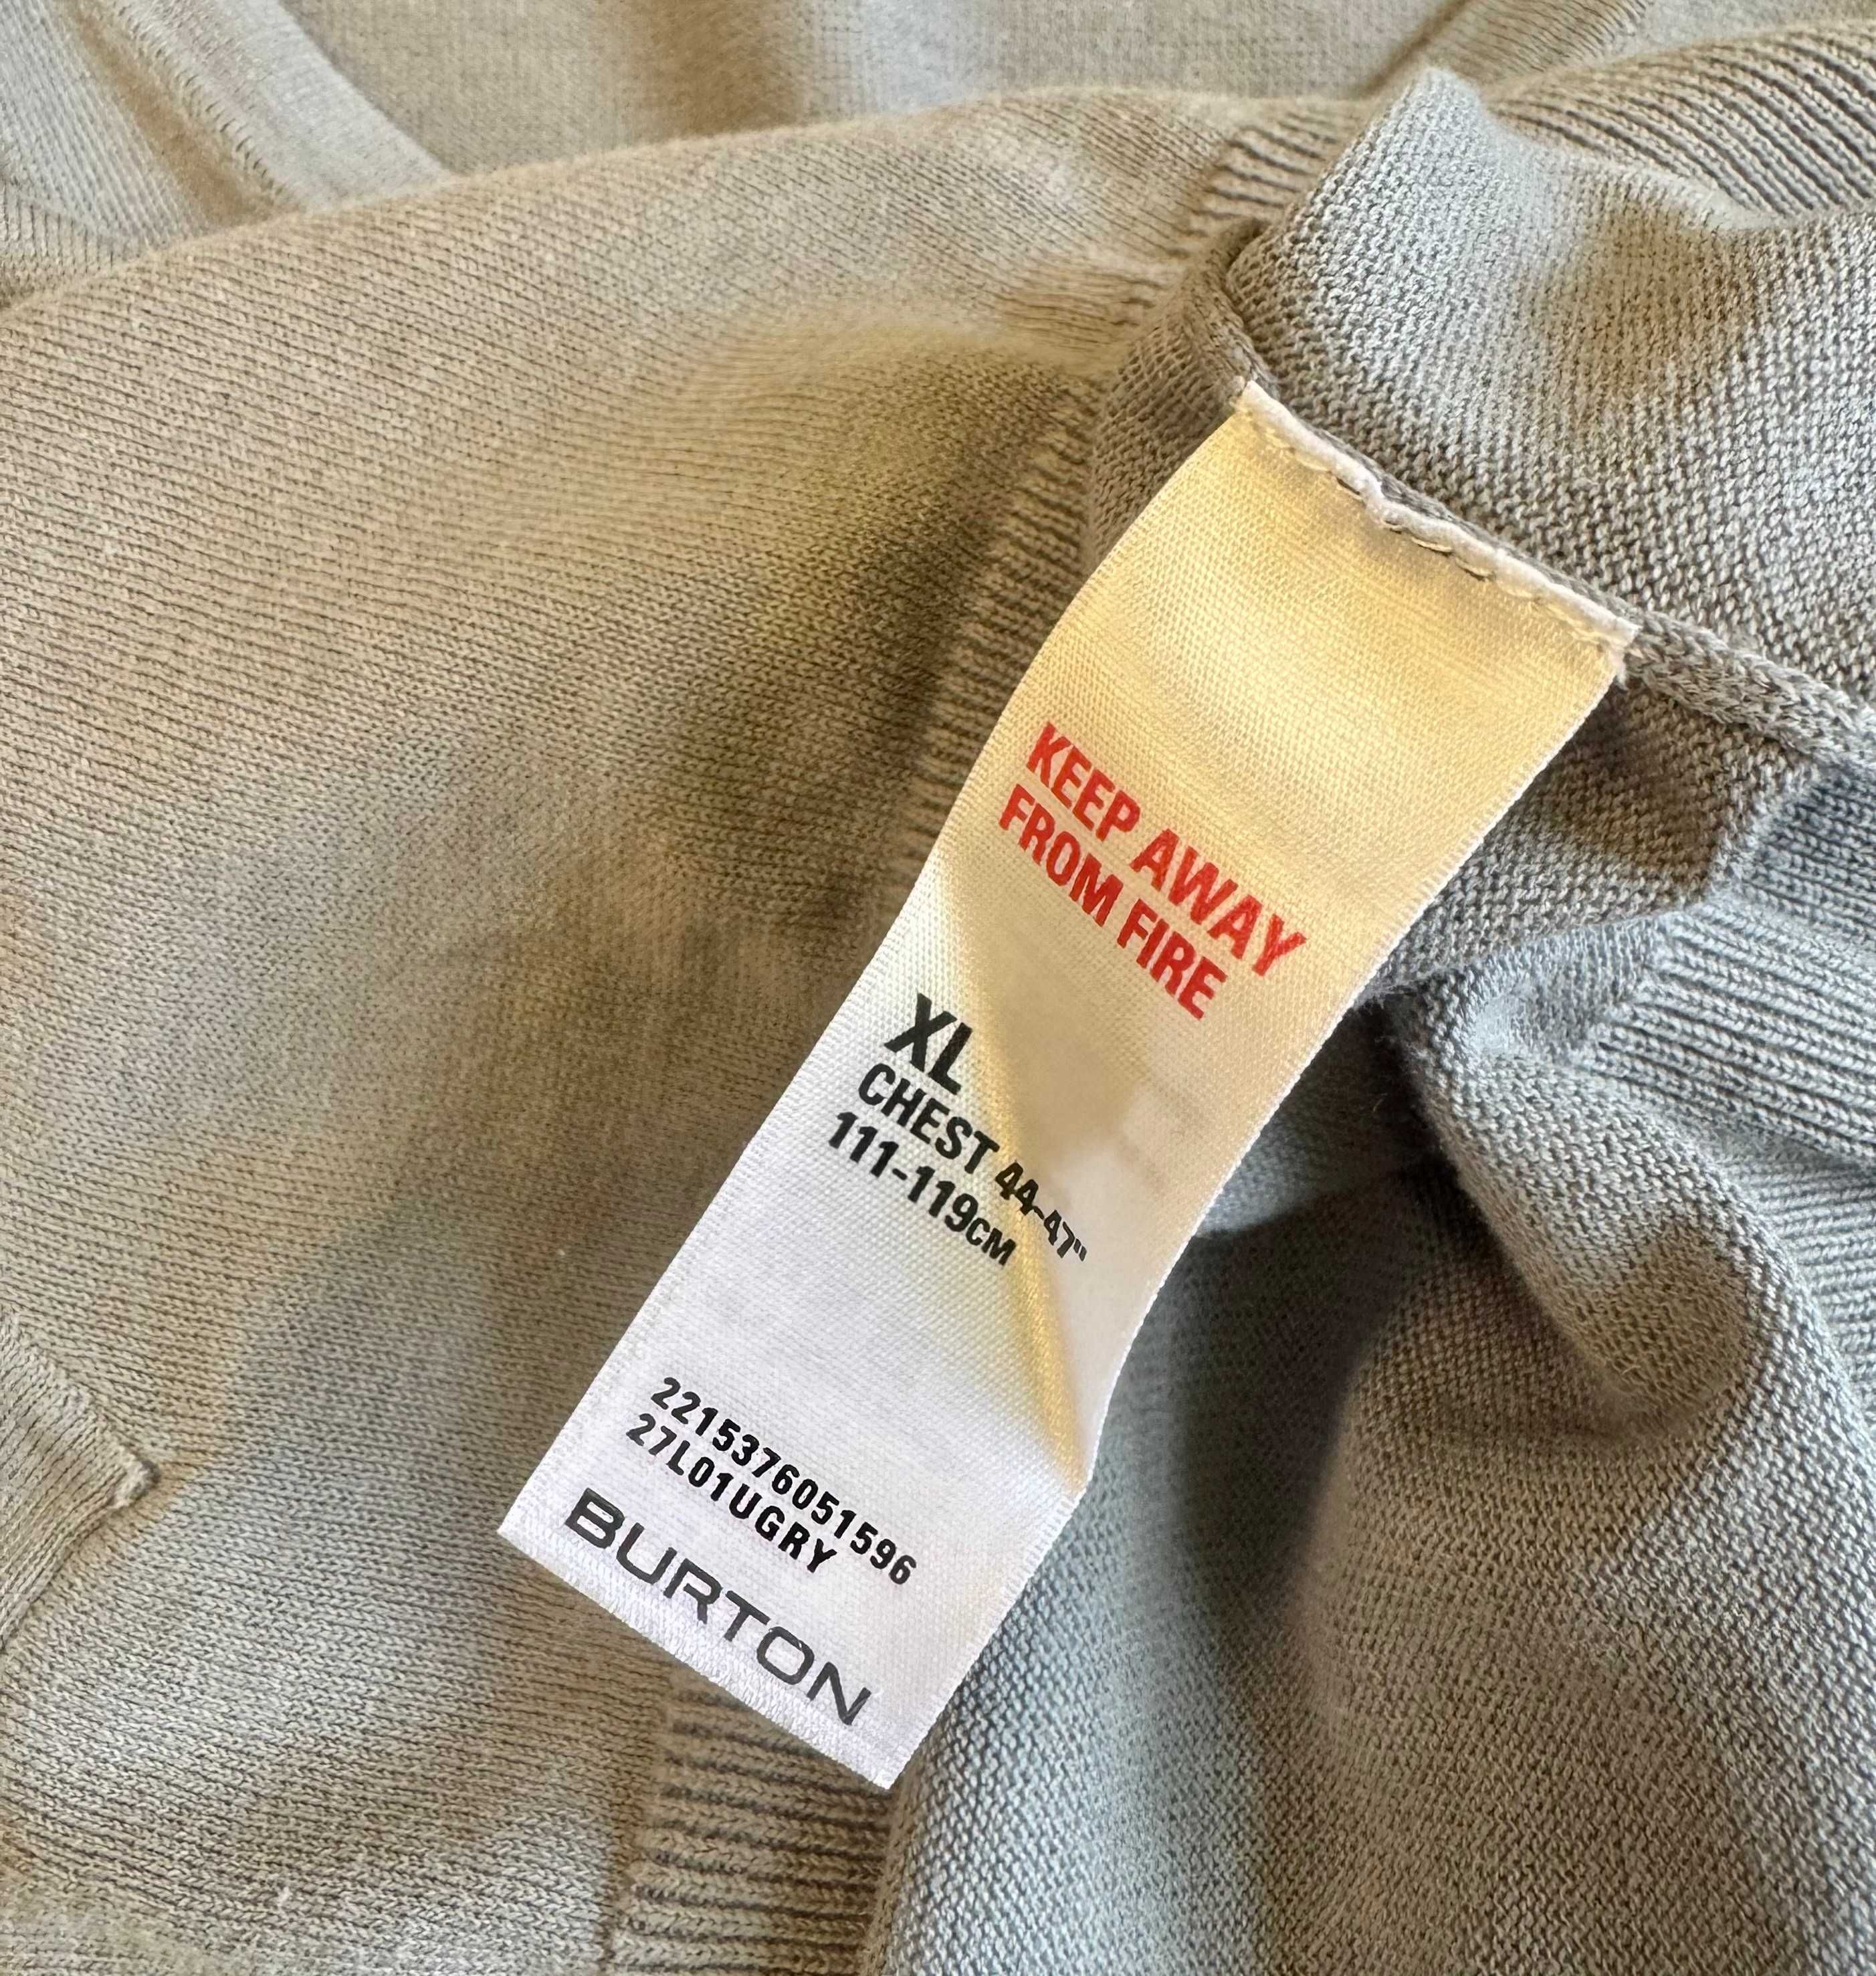 KEEP AWAY
FROM FIRE
XL
CHEST 44-47"
111-119CM
2215376051596
27L01UGRY
BURTON